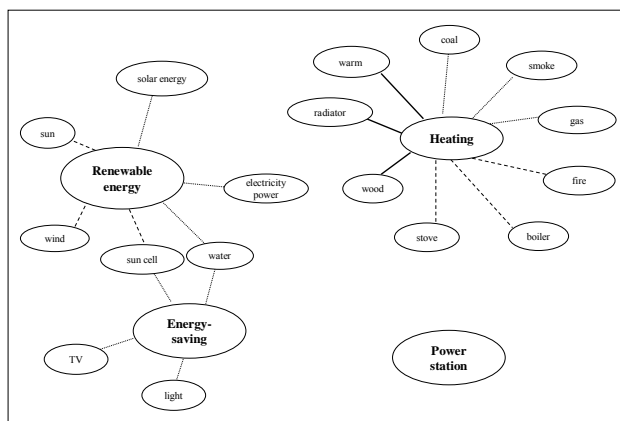 solar energy
sun
Renewable
energy
electricity
power
wind
sun cell
water
Energy-
saving
TV
light
coal
warm
smoke
radiator
Heating
gas
wood
fire
stove
boiler
Power
station